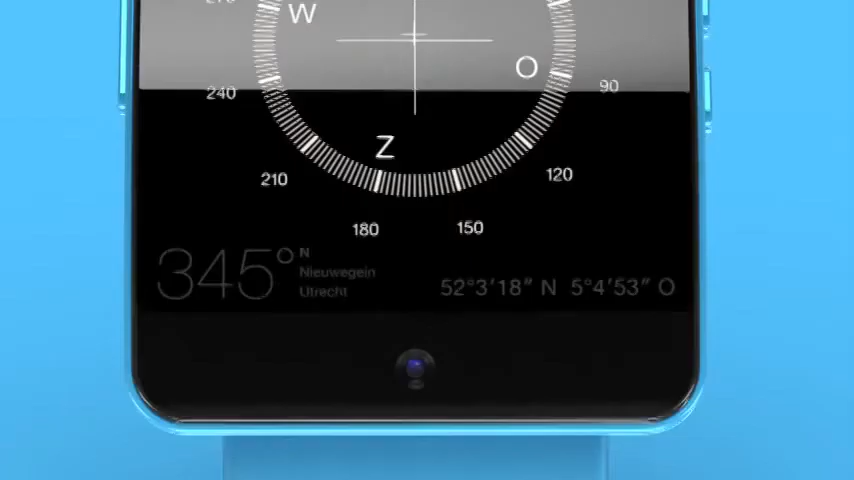 W
O
240
90
Z
210
120
180
150
345° N
Nieuwegein
Utrecht
52°3’18” N 5°4’53” O